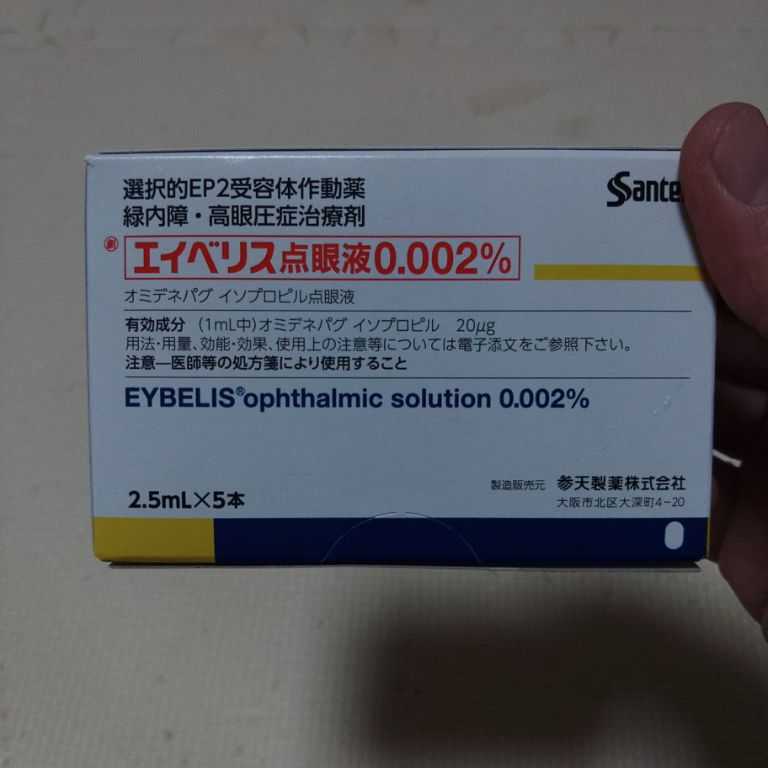 選択的EP2受容体作動薬
緑内障・高眼圧症治療剤
Santen
劇 エイベリス点眼液0.002%
オミデネパグ イソプロピル点眼液
有効成分 (1mL中)オミデネパグ イソプロピル 20μg
用法・用量、効能・効果、使用上の注意等については電子添文をご参照下さい。
注意—医師等の処方箋により使用すること
EYBELIS®ophthalmic solution 0.002%
2.5mL×5本
製造販売元 参天製薬株式会社
大阪市北区大深町4-20